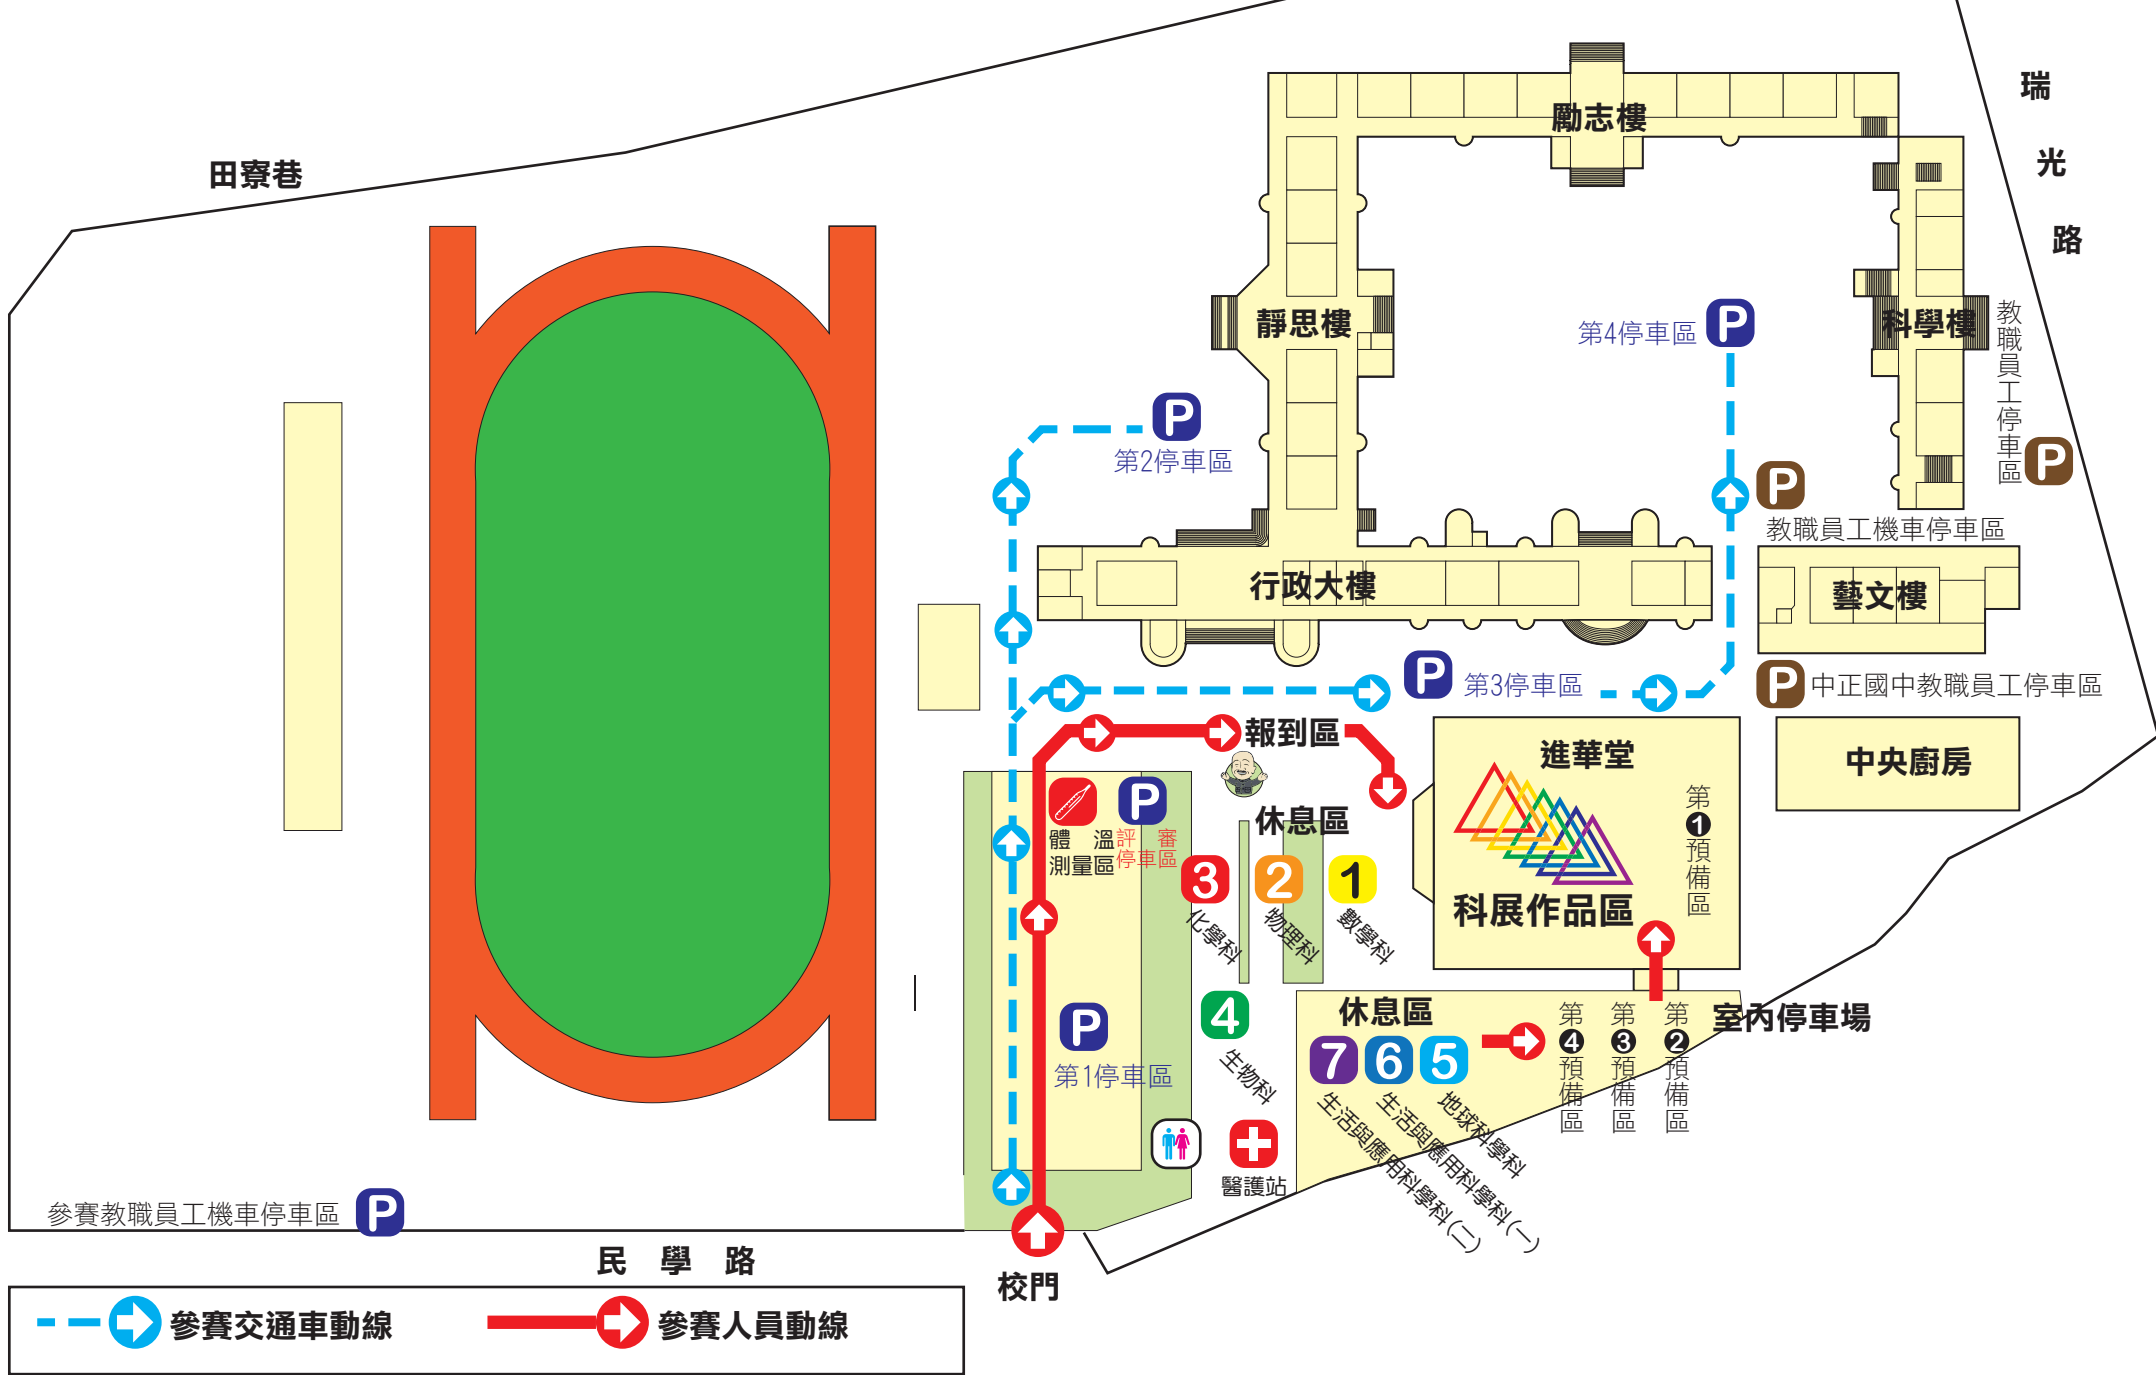 瑞光路
田寮巷
勵志樓
靜思樓
科學樓
教職員工停車區
P
第4停車區
P
P
第2停車區
P
教職員工機車停車區
行政大樓
藝文樓
P
第3停車區
P
中正國中教職員工停車區
報到區
進華堂
中央廚房
體溫
測量區
P
評審
停車區
休息區
第1預備區
3
2
1
化學科
物理科
數學科
科展作品區
4
生物科
休息區
7
6
5
生活與應用科學科(二)
生活與應用科學科(一)
地球科學科
第4預備區
第3預備區
第2預備區
室內停車場
P
第1停車區
醫護站
參賽教職員工機車停車區
P
民學路
校門
參賽交通車動線
參賽人員動線